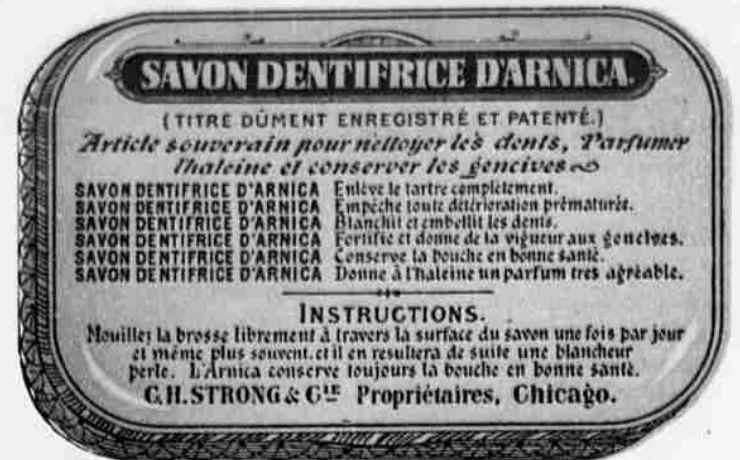 SAVON DENTIFRICE D'ARNICA.
(TITRE DÛMENT ENREGISTRÉ ET PATENTÉ.)
Article souverain pour nettoyer les dents, Parfumer
l'haleine et conserver les gencives
SAVON DENTIFRICE D'ARNICA Enlève le tartre complètement.
SAVON DENTIFRICE D'ARNICA Empêche toute détérioration prématurée.
SAVON DENTIFRICE D'ARNICA Blanchit et embellit les dents.
SAVON DENTIFRICE D'ARNICA Fortifie et donne de la vigueur aux gencives.
SAVON DENTIFRICE D'ARNICA Conserve la bouche en bonne santé.
SAVON DENTIFRICE D'ARNICA Donne à l'haleine un parfum tres agréable.
INSTRUCTIONS.
Mouillez la brosse librement à travers la surface du savon une fois par jour
et même plus souvent, et il en resultera de suite une blancheur
perle. L'Arnica conserve toujours la bouche en bonne santé.
C.H. STRONG & CIE Propriétaires, Chicago.